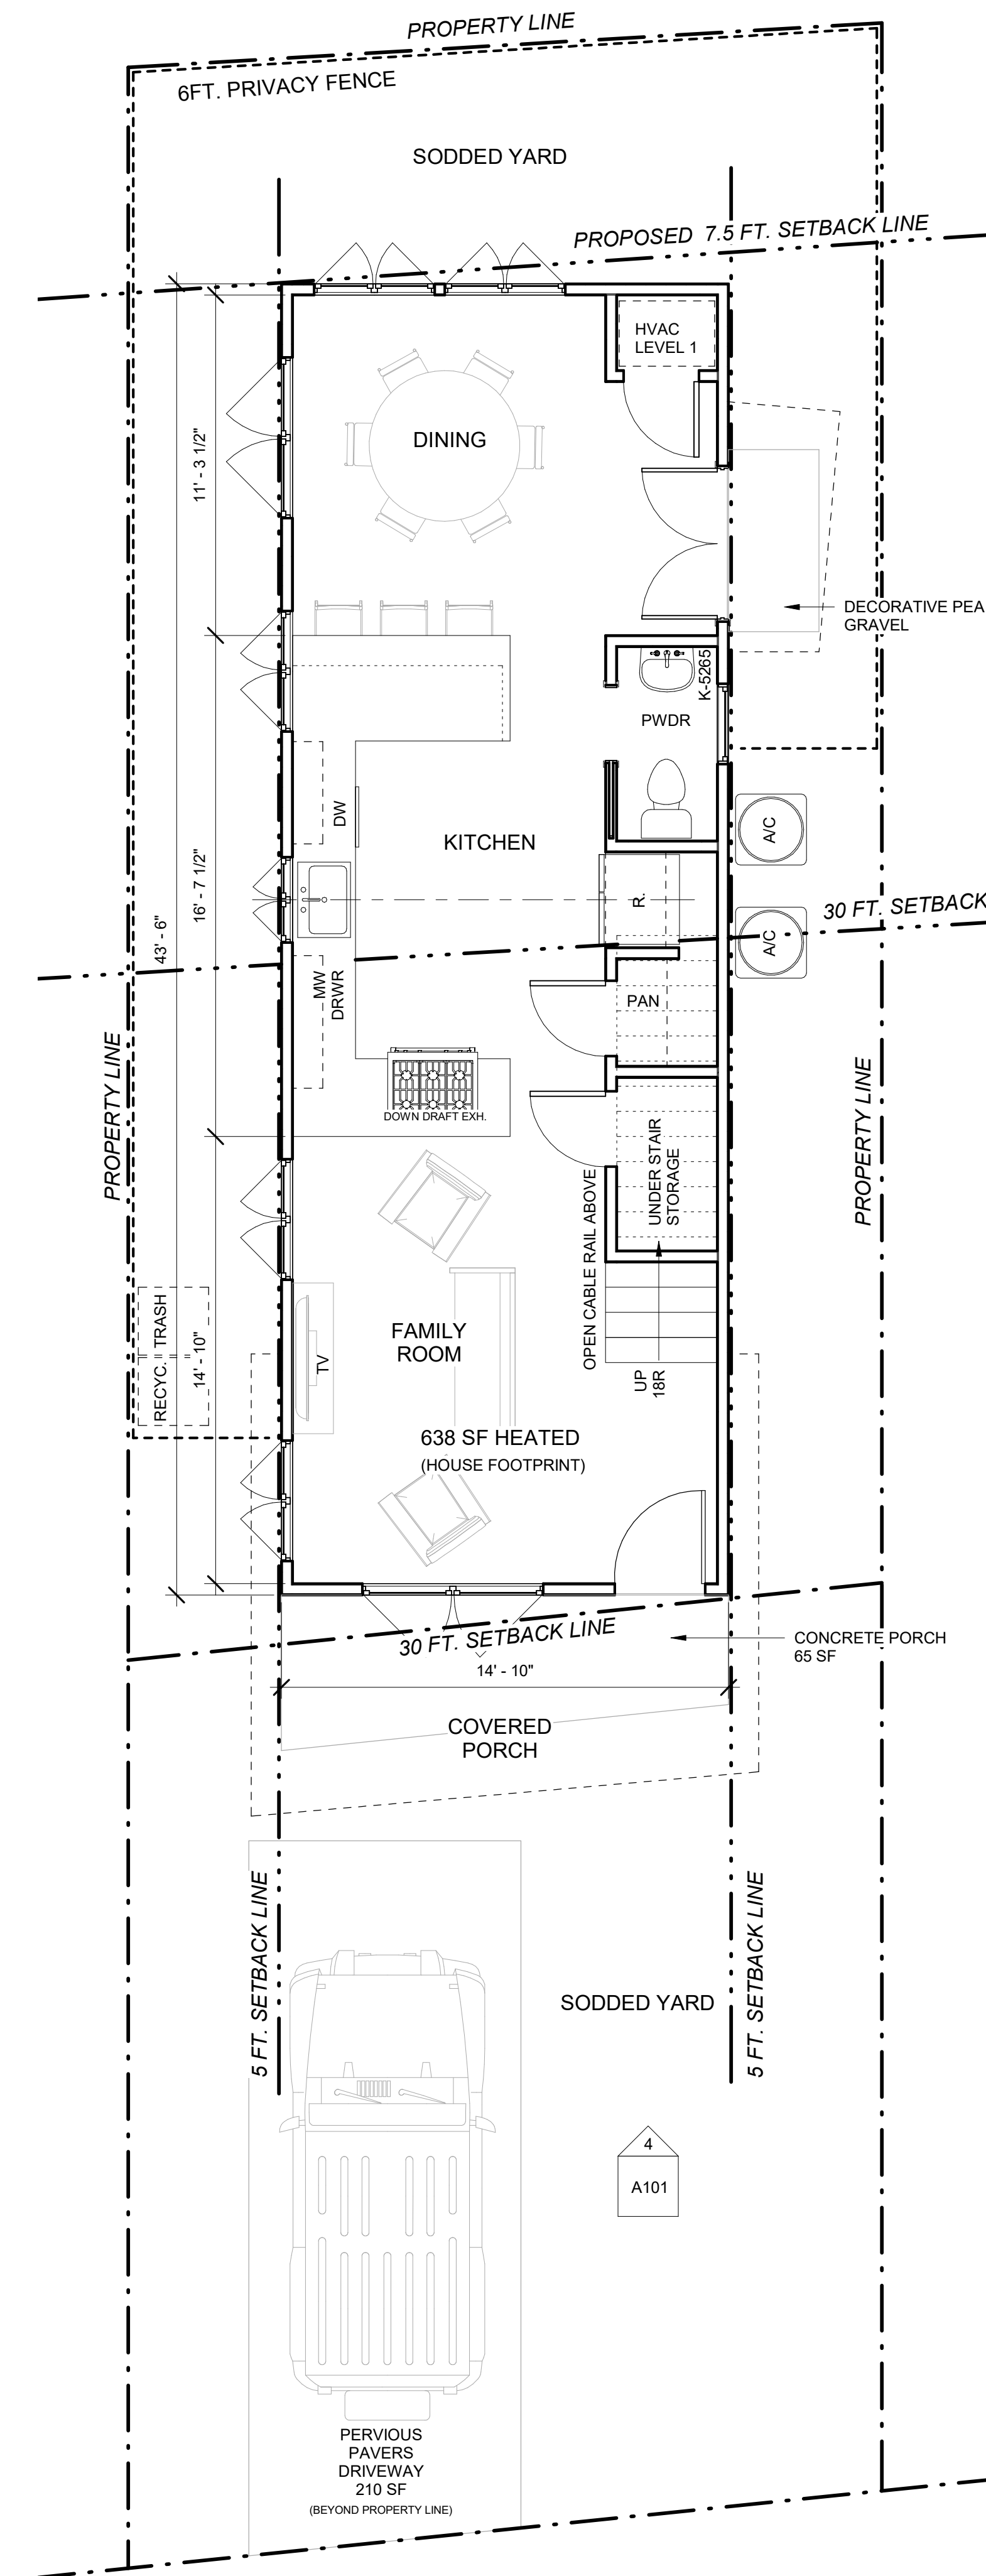 PROPERTY LINE
6FT. PRIVACY FENCE
SODDED YARD
PROPOSED 7.5 FT. SETBACK LINE
HVAC
LEVEL 1
DINING
11' - 3 1/2"
DECORATIVE PEA
GRAVEL
K-5265
PWDR
DW
KITCHEN
A/C
16' - 7 1/2"
43' - 6"
R.
30 FT. SETBACK
A/C
MW
DRWR
PAN
PROPERTY LINE
PROPERTY LINE
DOWN DRAFT EXH.
UNDER STAIR
STORAGE
OPEN CABLE RAIL ABOVE
TRASH
RECYC.
14' - 10"
TV
FAMILY
ROOM
UP
18R
638 SF HEATED
(HOUSE FOOTPRINT)
30 FT. SETBACK LINE
CONCRETE PORCH
65 SF
14' - 10"
COVERED
PORCH
5 FT. SETBACK LINE
5 FT. SETBACK LINE
SODDED YARD
4
A101
PERVIOUS
PAVERS
DRIVEWAY
210 SF
(BEYOND PROPERTY LINE)